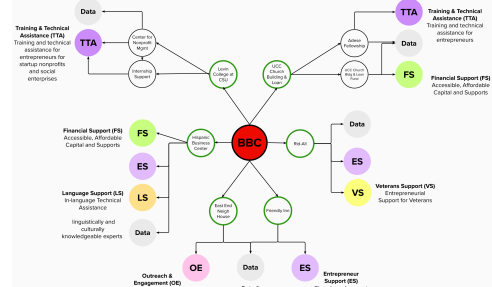 Data
Training & Technical
Assistance (TTA)
Training and technical
assistance for
entrepreneurs for
startup nonprofits
and social
enterprises
TTA
Center for
Nonprofit
Mgmt
Internship
Support
Levin
College at
CSU
UCC
Church
Building &
Loan
Fellowship
UCC Church
Bldg & Loan
Fund
TTA
Training & Technical
Assistance (TTA)
Training and technical
assistance for
entrepreneurs
Data
FS
Financial Support (FS)
Accessible, Affordable
Capital and Supports
Financial Support (FS)
Accessible, Affordable
Capital and Supports
FS
ES
Language Support (LS)
In-language Technical
Assistance
linguistically and
culturally
knowledgeable experts
LS
Data
Hispanic
Business
Center
BBC
Rid-All
Data
ES
VS
Veterans Support (VS)
Entrepreneurial
Support for Veterans
East End
Neigh
House
Friendly Inn
OE
Outreach &
Engagement (OE)
Data
ES
Entrepreneur
Support (ES)